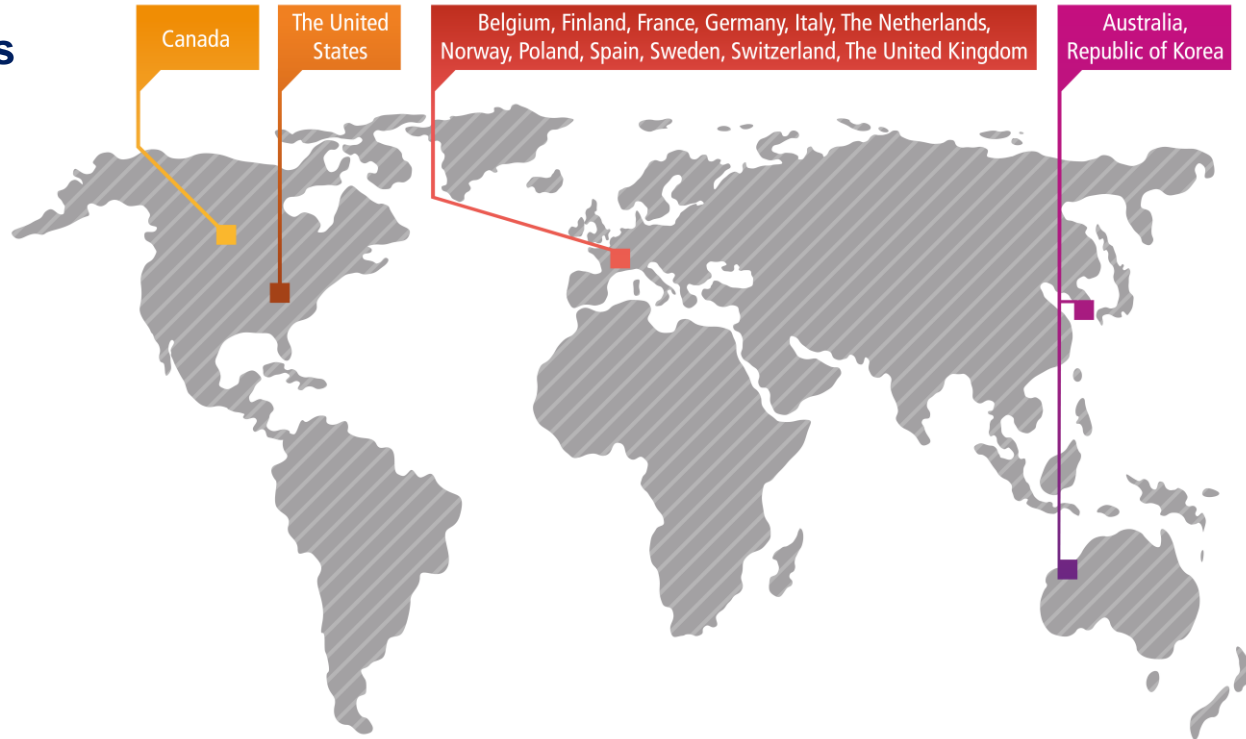 s
Canada
The United
States
Belgium, Finland, France, Germany, Italy, The Netherlands,
Norway, Poland, Spain, Sweden, Switzerland, The United Kingdom
Australia,
Republic of Korea